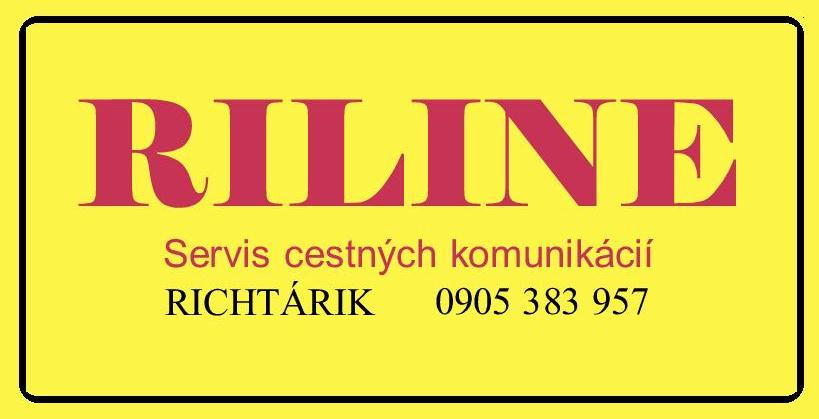 RILINE
Servis cestných komunikácií
RICHTÁRIK 0905 383 957